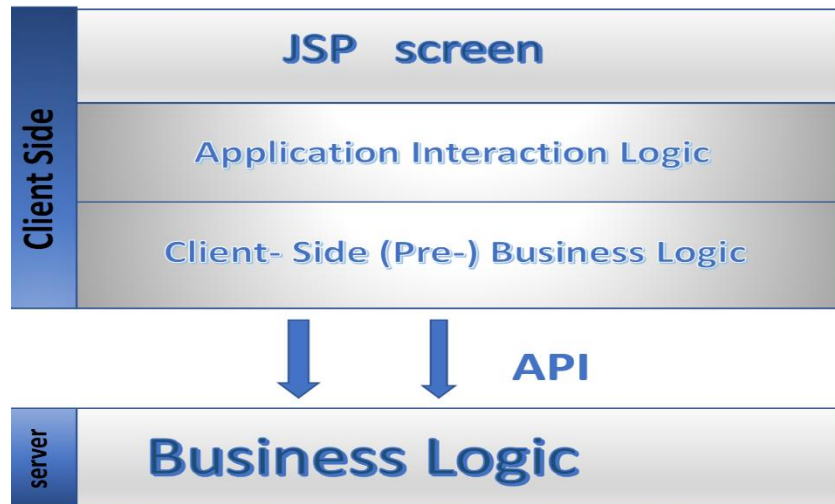 Client Side
JSP screen
Application Interaction Logic
Client- Side (Pre-) Business Logic
API
server
Business Logic